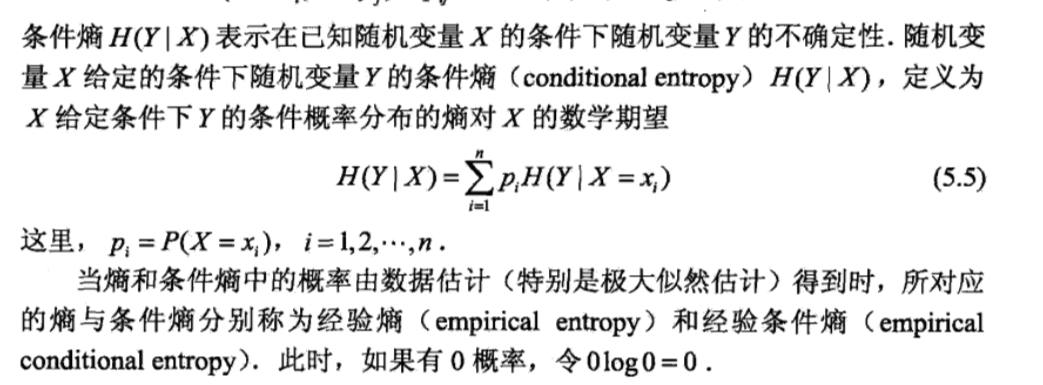 条件熵 H(Y|X) 表示在已知随机变量 X 的条件下随机变量 Y 的不确定性. 随机变
量 X 给定的条件下随机变量 Y 的条件熵（conditional entropy）H(Y|X)，定义为
X 给定条件下 Y 的条件概率分布的熵对 X 的数学期望
H(Y|X)=∑_{i=1}^{n} p_i H(Y|X=x_i) (5.5)
这里， p_i = P(X = x_i)， i=1,2,⋯,n .
当熵和条件熵中的概率由数据估计（特别是极大似然估计）得到时，所对应
的熵与条件熵分别称为经验熵（empirical entropy）和经验条件熵（empirical
conditional entropy）. 此时，如果有 0 概率，令 0log0=0 .